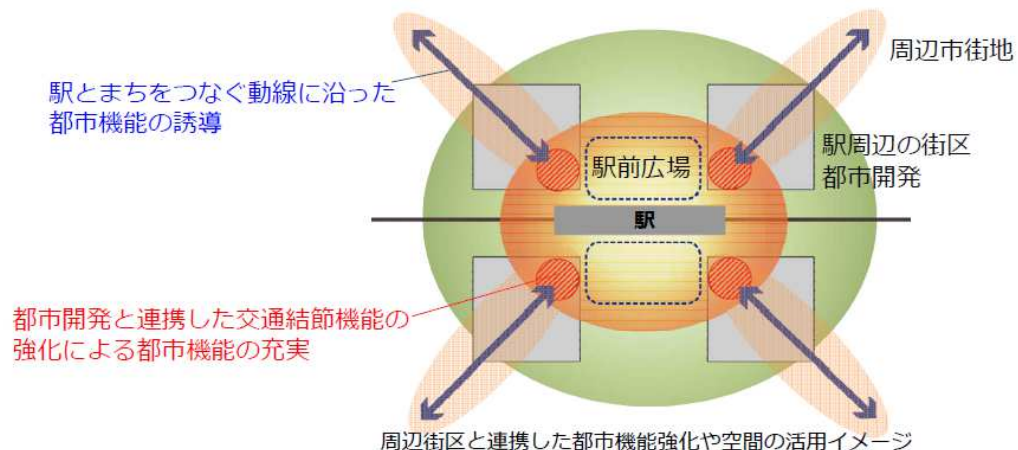 周辺市街地
駅とまちをつなぐ動線に沿った
都市機能の誘導
駅周辺の街区
都市開発
駅前広場
駅
都市開発と連携した交通結節機能の
強化による都市機能の充実
周辺街区と連携した都市機能強化や空間の活用イメージ